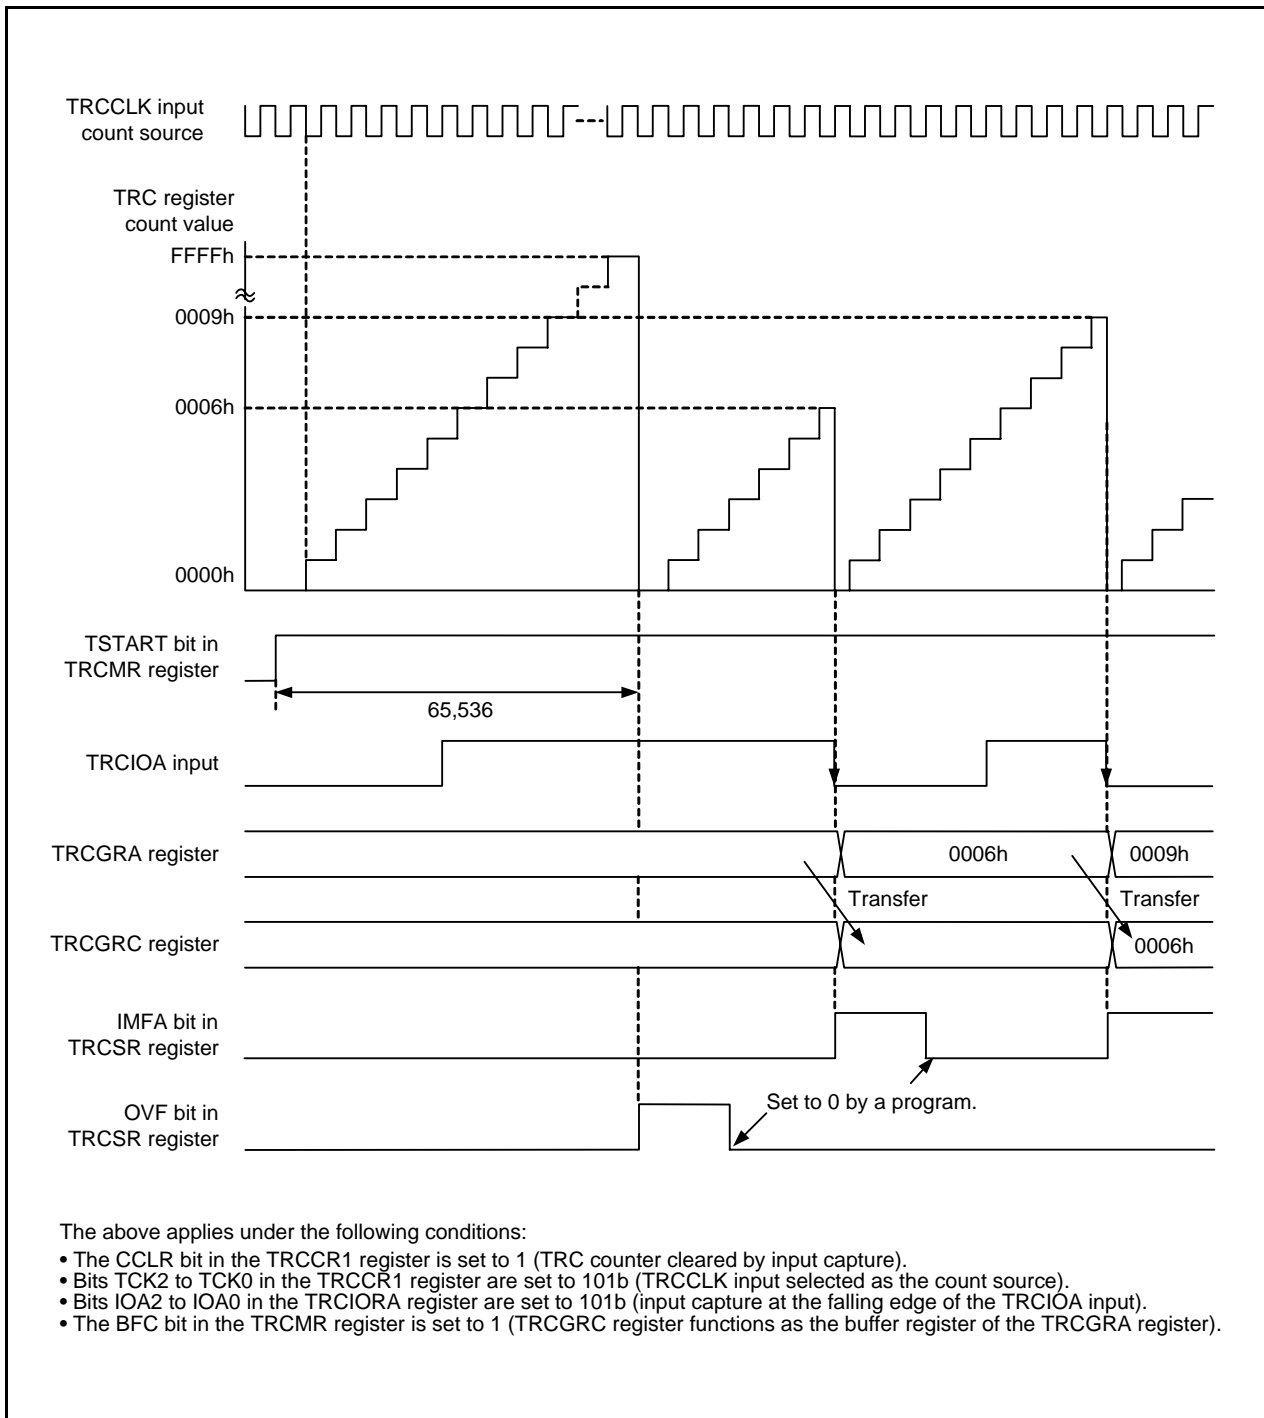 TRCCLK input
count source
TRC register
count value
FFFFh
0009h
0006h
0000h
TSTART bit in
TRCMR register
65,536
TRCIOA input
TRCGRA register
0006h
0009h
Transfer
Transfer
TRCGRC register
0006h
IMFA bit in
TRCSR register
Set to 0 by a program.
OVF bit in
TRCSR register
The above applies under the following conditions:
• The CCLR bit in the TRCCR1 register is set to 1 (TRC counter cleared by input capture).
• Bits TCK2 to TCK0 in the TRCCR1 register are set to 101b (TRCCLK input selected as the count source).
• Bits IOA2 to IOA0 in the TRCIORA register are set to 101b (input capture at the falling edge of the TRCIOA input).
• The BFC bit in the TRCMR register is set to 1 (TRCGRC register functions as the buffer register of the TRCGRA register).